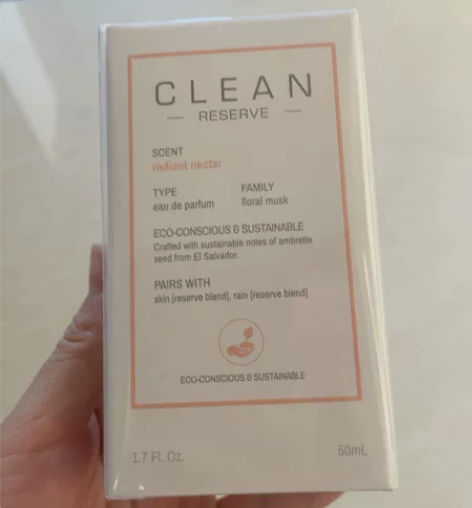 CLEAN
— RESERVE —
SCENT
radiant nectar
TYPE FAMILY
eau de parfum floral musk
ECO-CONSCIOUS & SUSTAINABLE
Crafted with sustainable notes of ambrette
seed from El Salvador.
PAIRS WITH
skin [reserve blend], rain [reserve blend]
ECO-CONSCIOUS & SUSTAINABLE
1.7 FL Oz. 50mL